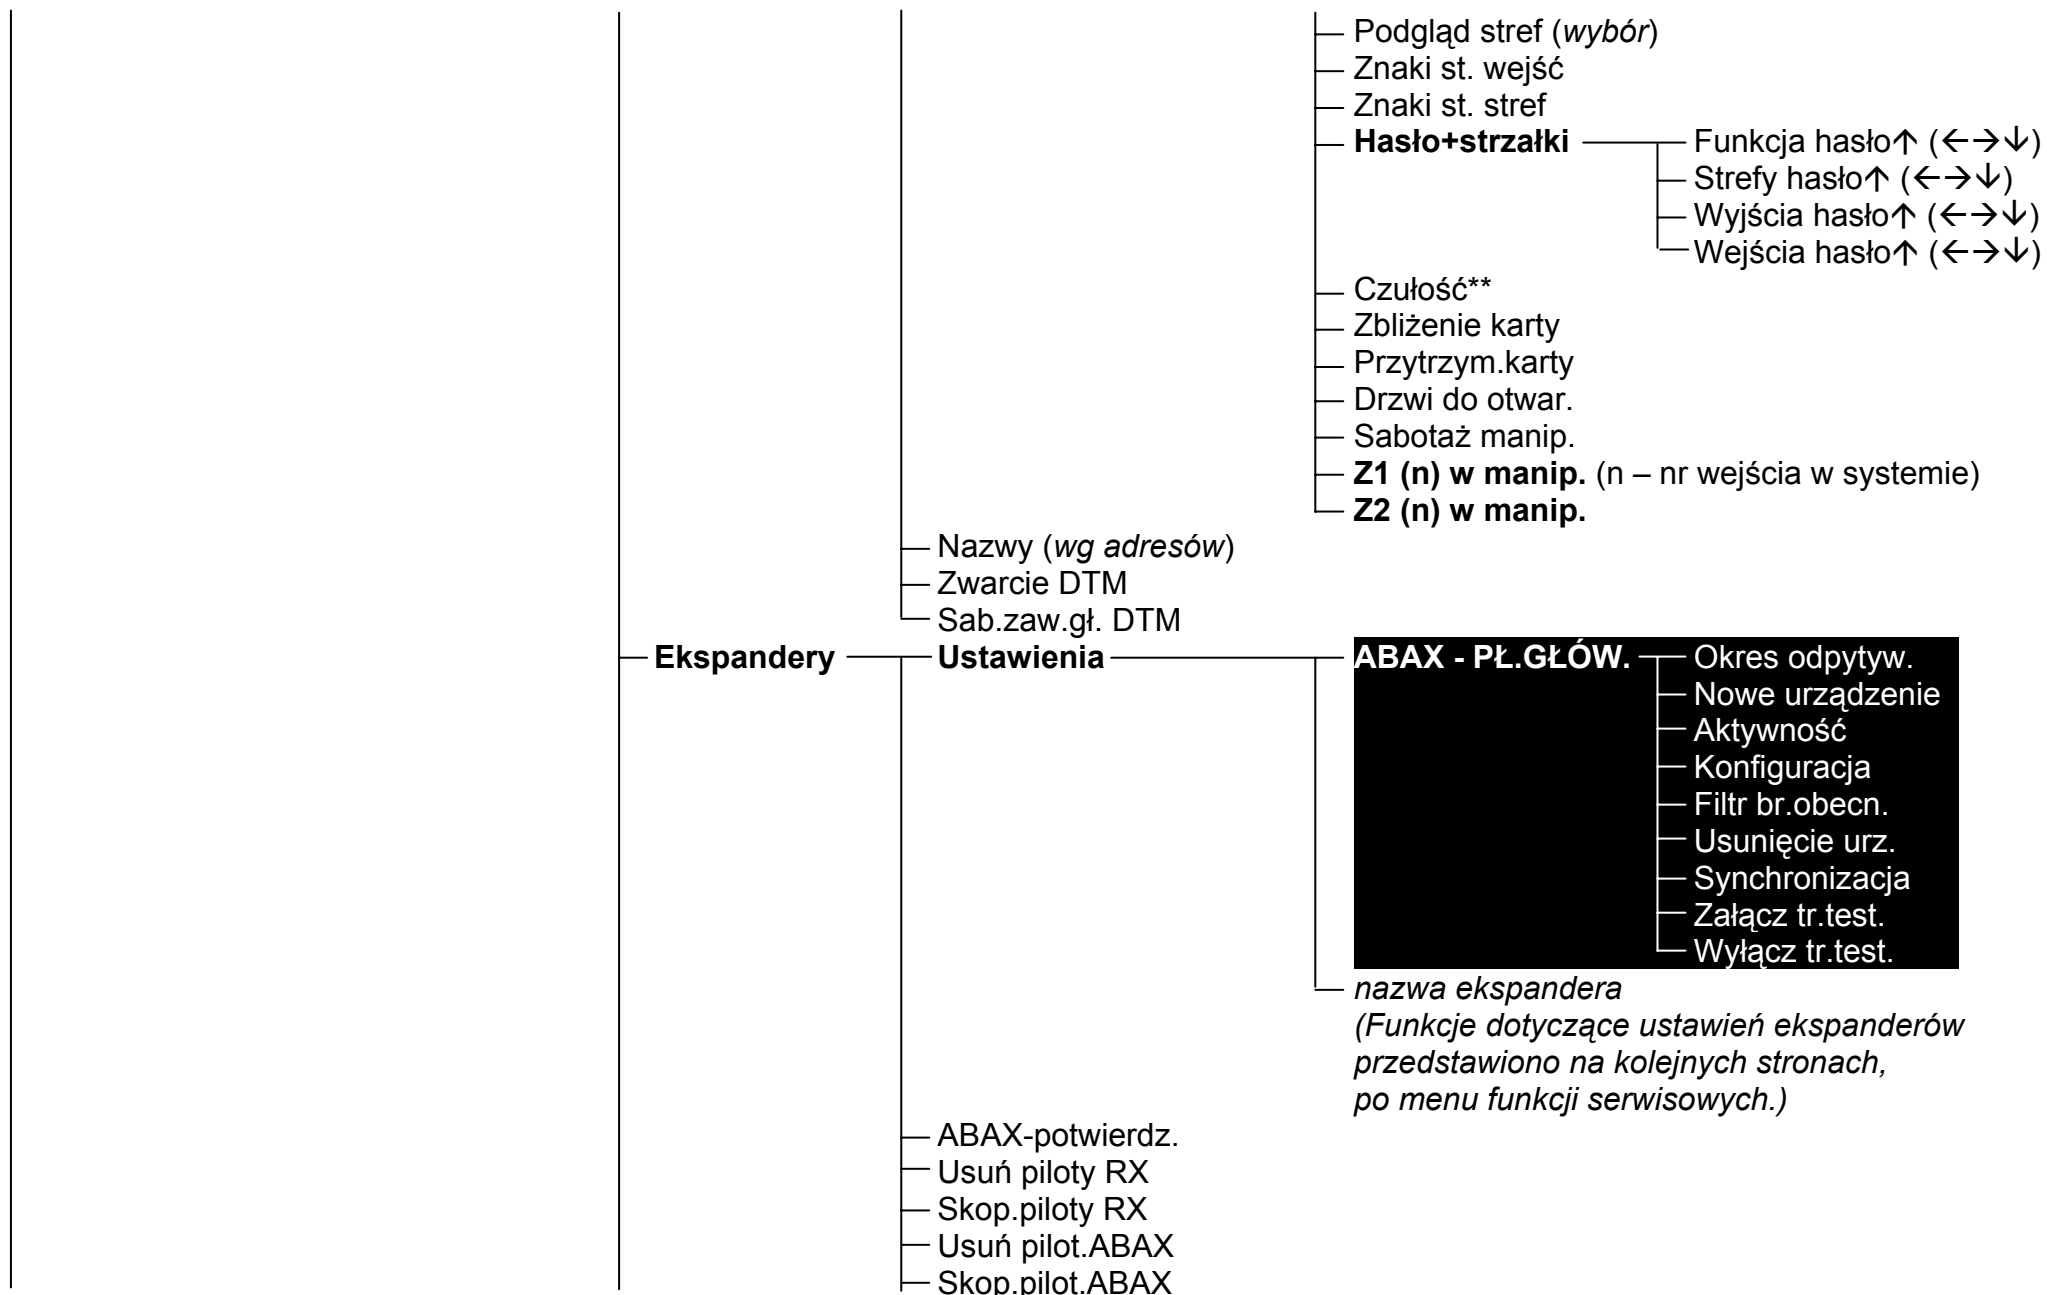 Podgląd stref (wybór)
Znaki st. wejść
Znaki st. stref
Hasło+strzałki
Funkcja hasło↑ (←→↓)
Strefy hasło↑ (←→↓)
Wyjścia hasło↑ (←→↓)
Wejścia hasło↑ (←→↓)
Czułość**
Zbliżenie karty
Przytrzym.karty
Drzwi do otwar.
Sabotaż manip.
Z1 (n) w manip. (n – nr wejścia w systemie)
Z2 (n) w manip.
Nazwy (wg adresów)
Zwarcie DTM
Sab.zaw.gł. DTM
Ekspandery
Ustawienia
ABAX - PŁ.GŁÓW.
Okres odpytyw.
Nowe urządzenie
Aktywność
Konfiguracja
Filtr br.obecn.
Usunięcie urz.
Synchronizacja
Załącz tr.test.
Wyłącz tr.test.
nazwa ekspandera
(Funkcje dotyczące ustawień ekspanderów
przedstawiono na kolejnych stronach,
po menu funkcji serwisowych.)
ABAX-potwierdz.
Usuń piloty RX
Skop.piloty RX
Usuń pilot.ABAX
Skop.pilot.ABAX